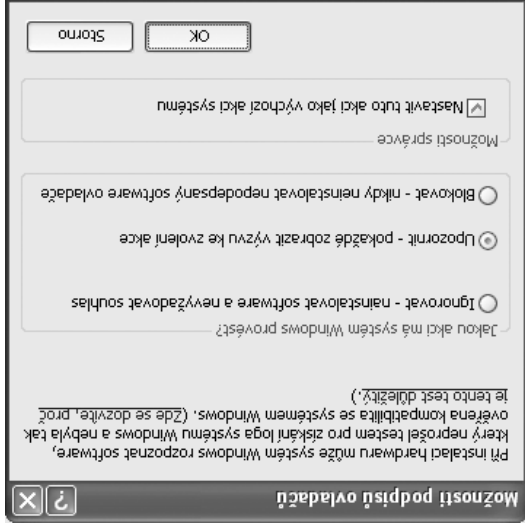 Možnosti podpisů ovladačů
Při instalaci hardwaru může systém Windows rozpoznat software,
který neprošel testem pro získání loga systému Windows a nebyla tak
ověřena kompatibilita se systémem Windows. (Zde se dozvíte, proč
je tento test důležitý.)
Jakou akci má systém Windows provést?
Ignorovat - nainstalovat software a nevyžadovat souhlas
Upozornit - pokaždé zobrazit výzvu ke zvolení akce
Blokovat - nikdy neinstalovat nepodepsaný software ovladače
Možnosti správce
Nastavit tuto akci jako výchozí akci systému
OK
Storno